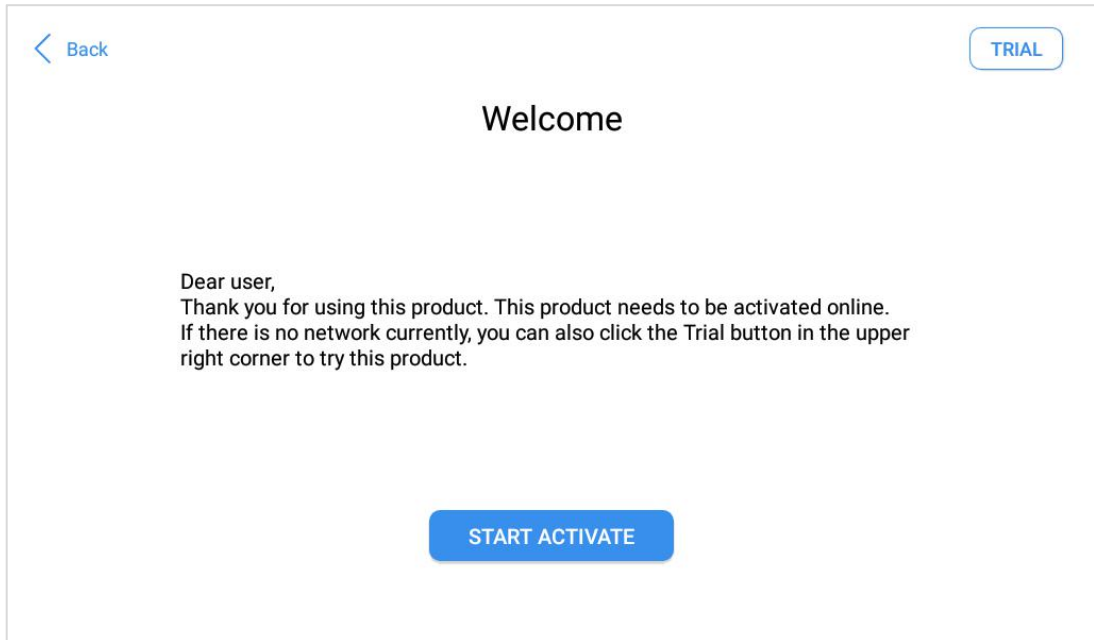 Back
TRIAL
Welcome
Dear user,
Thank you for using this product. This product needs to be activated online.
If there is no network currently, you can also click the Trial button in the upper
right corner to try this product.
START ACTIVATE